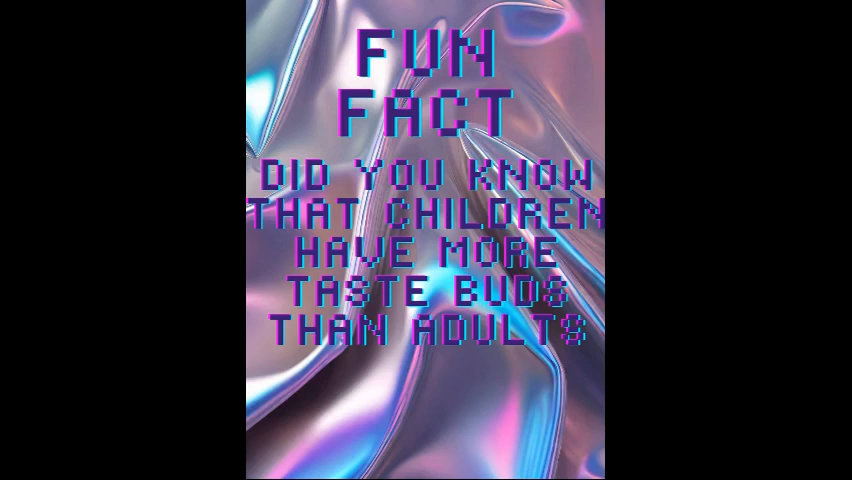 FUN
FACT
DID YOU KNOW
THAT CHILDREN
HAVE MORE
TASTE BUDS
THAN ADULTS